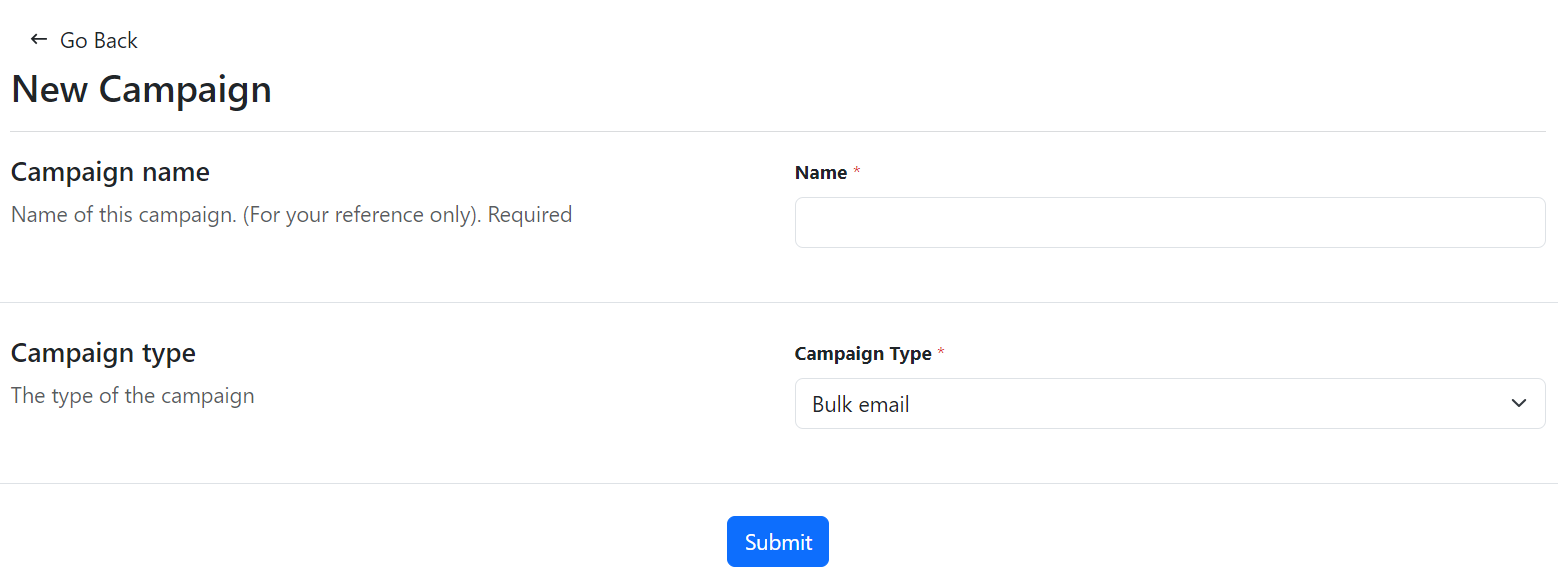 ← Go Back
New Campaign
Campaign name
Name of this campaign. (For your reference only). Required
Name *
Campaign type
The type of the campaign
Campaign Type *
Bulk email
Submit